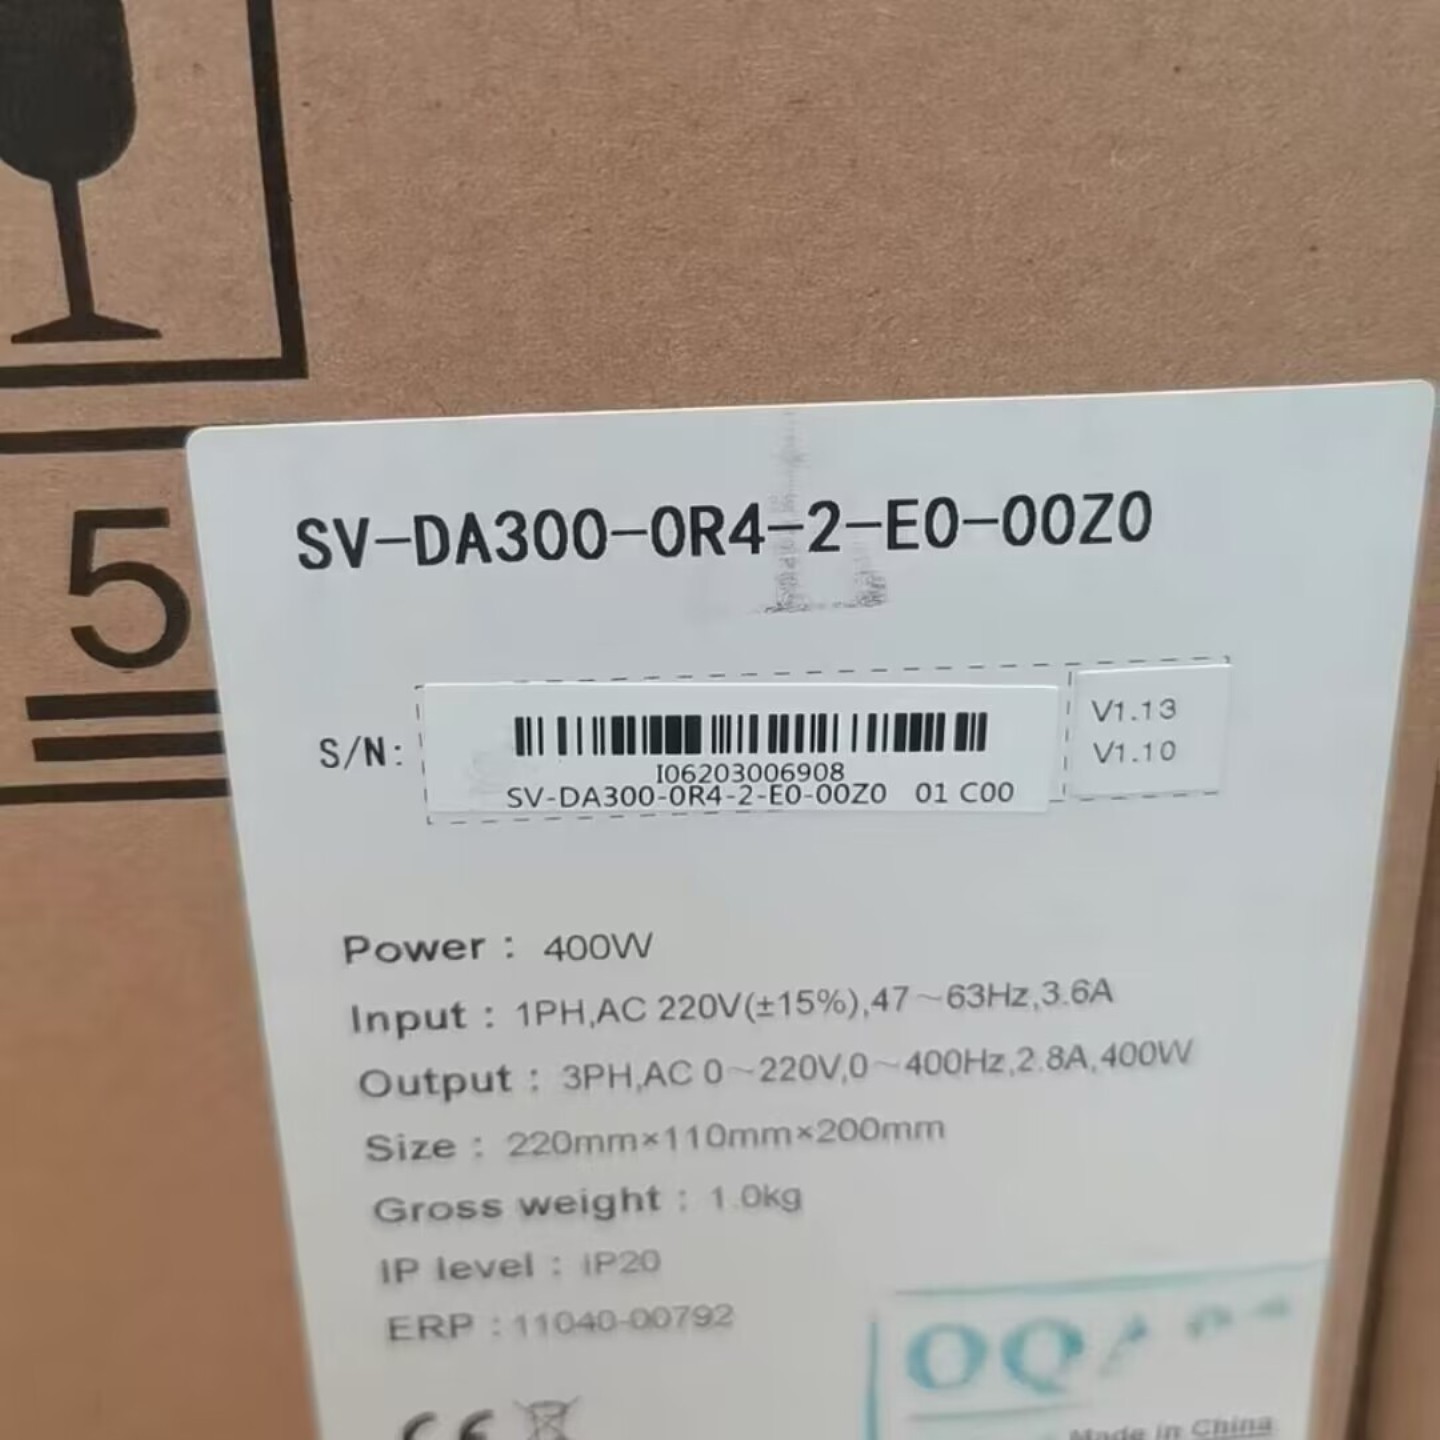 5
SV-DA300-0R4-2-E0-00Z0
S/N:
I06203006908
SV-DA300-0R4-2-E0-00Z0 01 C00
V1.13
V1.10
Power : 400W
Input : 1PH,AC 220V(±15%),47~63Hz,3.6A
Output : 3PH,AC 0~220V,0~400Hz,2.8A,400W
Size : 220mm×110mm×200mm
Gross weight : 1.0kg
IP level : IP20
ERP : 11040-00792
CE
Made in China